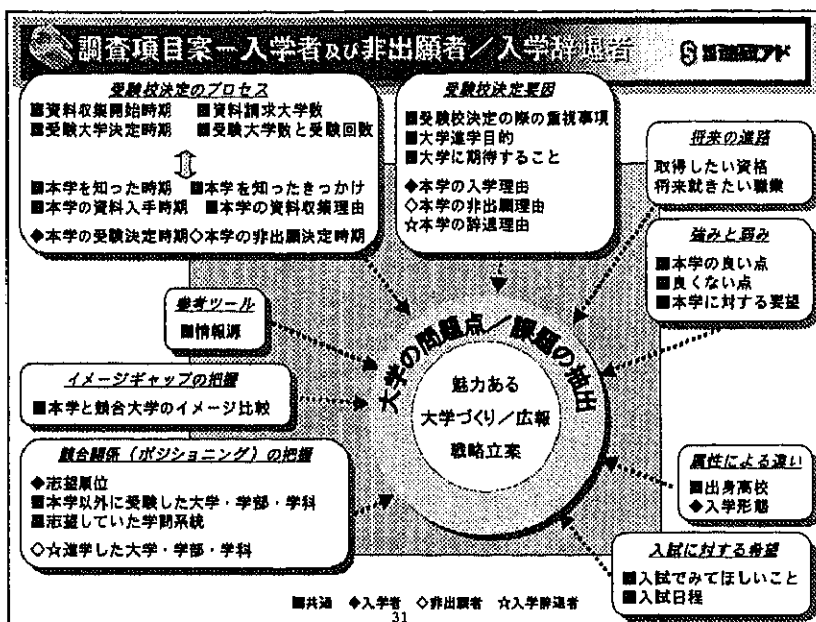 調査項目案－入学者及び非出願者／入学辞退者
受験校決定のプロセス
■資料収集開始時期 ■資料請求大学数
■受験大学決定時期 ■受験大学数と受験回数
■本学を知った時期 ■本学を知ったきっかけ
■本学の資料入手時期 ■本学の資料収集理由
◆本学の受験決定時期◇本学の非出願決定時期
受験校決定要因
■受験校決定の際の重視事項
■大学進学目的
■大学に期待すること
◆本学の入学理由
◇本学の非出願理由
☆本学の辞退理由
将来の進路
取得したい資格
将来就きたい職業
強みと弱み
■本学の良い点
■良くない点
■本学に対する要望
参考ツール
■情報源
イメージギャップの把握
■本学と競合大学のイメージ比較
競合関係（ポジショニング）の把握
◆志望順位
■本学以外に受験した大学・学部・学科
■志望していた学問系統
◇☆進学した大学・学部・学科
大学の問題点／課題の抽出
魅力ある
大学づくり／広報
戦略立案
属性による違い
■出身高校
◆入学形態
入試に対する希望
■入試でみてほしいこと
■入試日程
■共通 ◆入学者 ◇非出願者 ☆入学辞退者
31